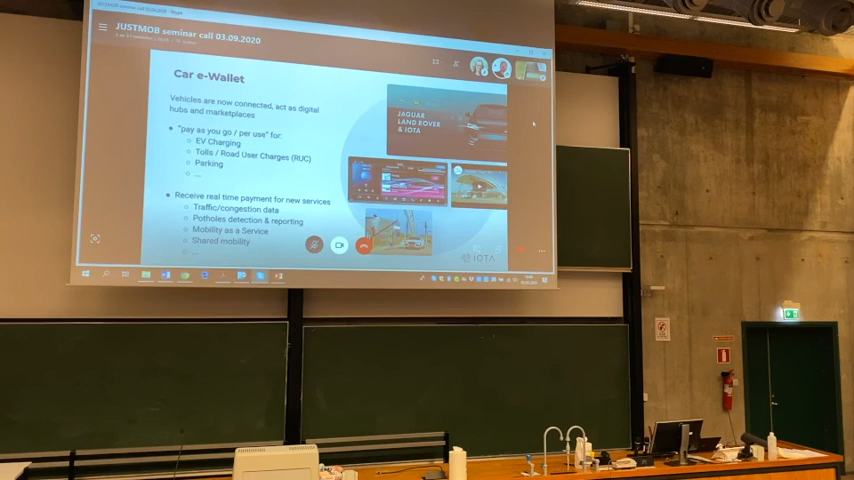 JUSTMOB seminar call 03.09.2020
Car e-Wallet
Vehicles are now connected, act as digital
hubs and marketplaces
"pay as you go / per use" for:
EV Charging
Tolls / Road User Charges (RUC)
Parking
...
Receive real time payment for new services
Traffic/congestion data
Potholes detection & reporting
Mobility as a Service
Shared mobility
...
JAGUAR
LAND ROVER
& IOTA
IOTA